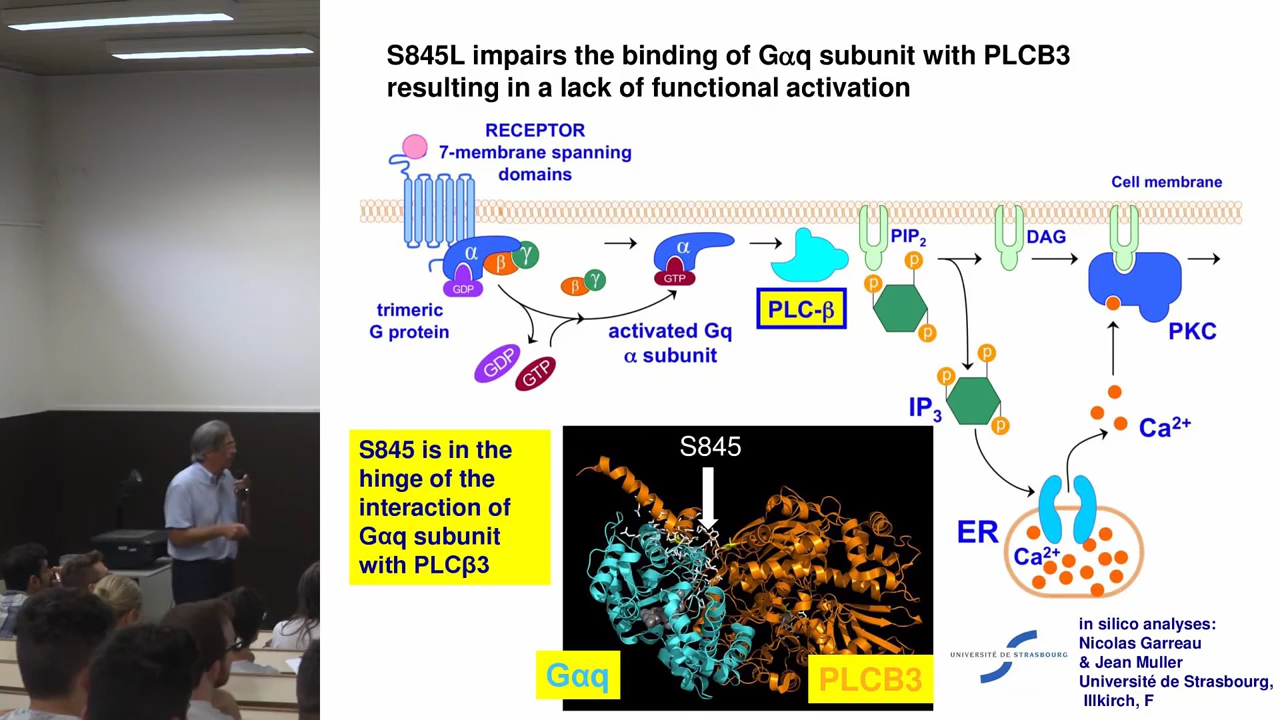 S845L impairs the binding of Gαq subunit with PLCB3
resulting in a lack of functional activation
RECEPTOR
7-membrane spanning
domains
Cell membrane
α
β
γ
GDP
β
γ
α
GTP
PIP2
DAG
p
p
p
PLC-β
trimeric
G protein
activated Gq
α subunit
GDP
GTP
PKC
p
p
p
IP3
Ca2+
S845 is in the
hinge of the
interaction of
Gαq subunit
with PLCβ3
S845
ER
Ca2+
Gαq
PLCB3
UNIVERSITÉ DE STRASBOURG
in silico analyses:
Nicolas Garreau
& Jean Muller
Université de Strasbourg,
Illkirch, F